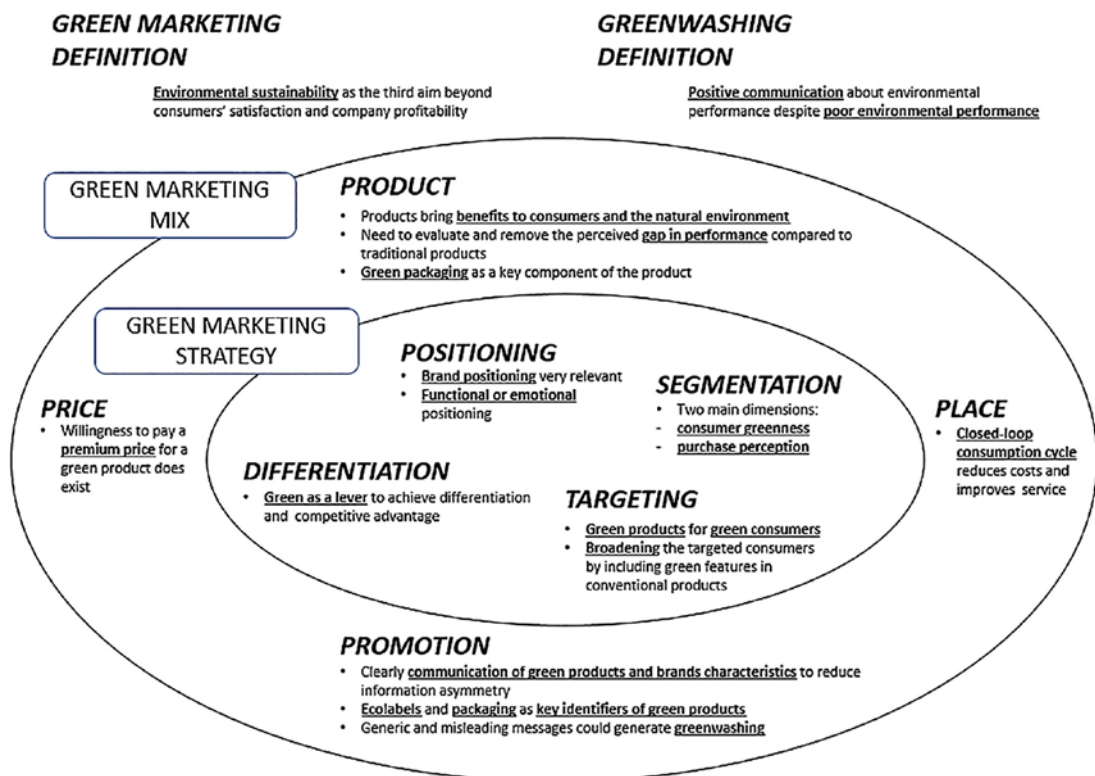 GREEN MARKETING
DEFINITION
Environmental sustainability as the third aim beyond
consumers' satisfaction and company profitability
GREENWASHING
DEFINITION
Positive communication about environmental
performance despite poor environmental performance
GREEN MARKETING
MIX
PRODUCT
• Products bring benefits to consumers and the natural environment
• Need to evaluate and remove the perceived gap in performance compared to
traditional products
• Green packaging as a key component of the product
GREEN MARKETING
STRATEGY
POSITIONING
• Brand positioning very relevant
• Functional or emotional
positioning
SEGMENTATION
• Two main dimensions:
- consumer greenness
- purchase perception
PRICE
• Willingness to pay a
premium price for a
green product does
exist
DIFFERENTIATION
• Green as a lever to achieve differentiation
and competitive advantage
TARGETING
• Green products for green consumers
• Broadening the targeted consumers
by including green features in
conventional products
PLACE
• Closed-loop
consumption cycle
reduces costs and
improves service
PROMOTION
• Clearly communication of green products and brands characteristics to reduce
information asymmetry
• Ecolabels and packaging as key identifiers of green products
• Generic and misleading messages could generate greenwashing